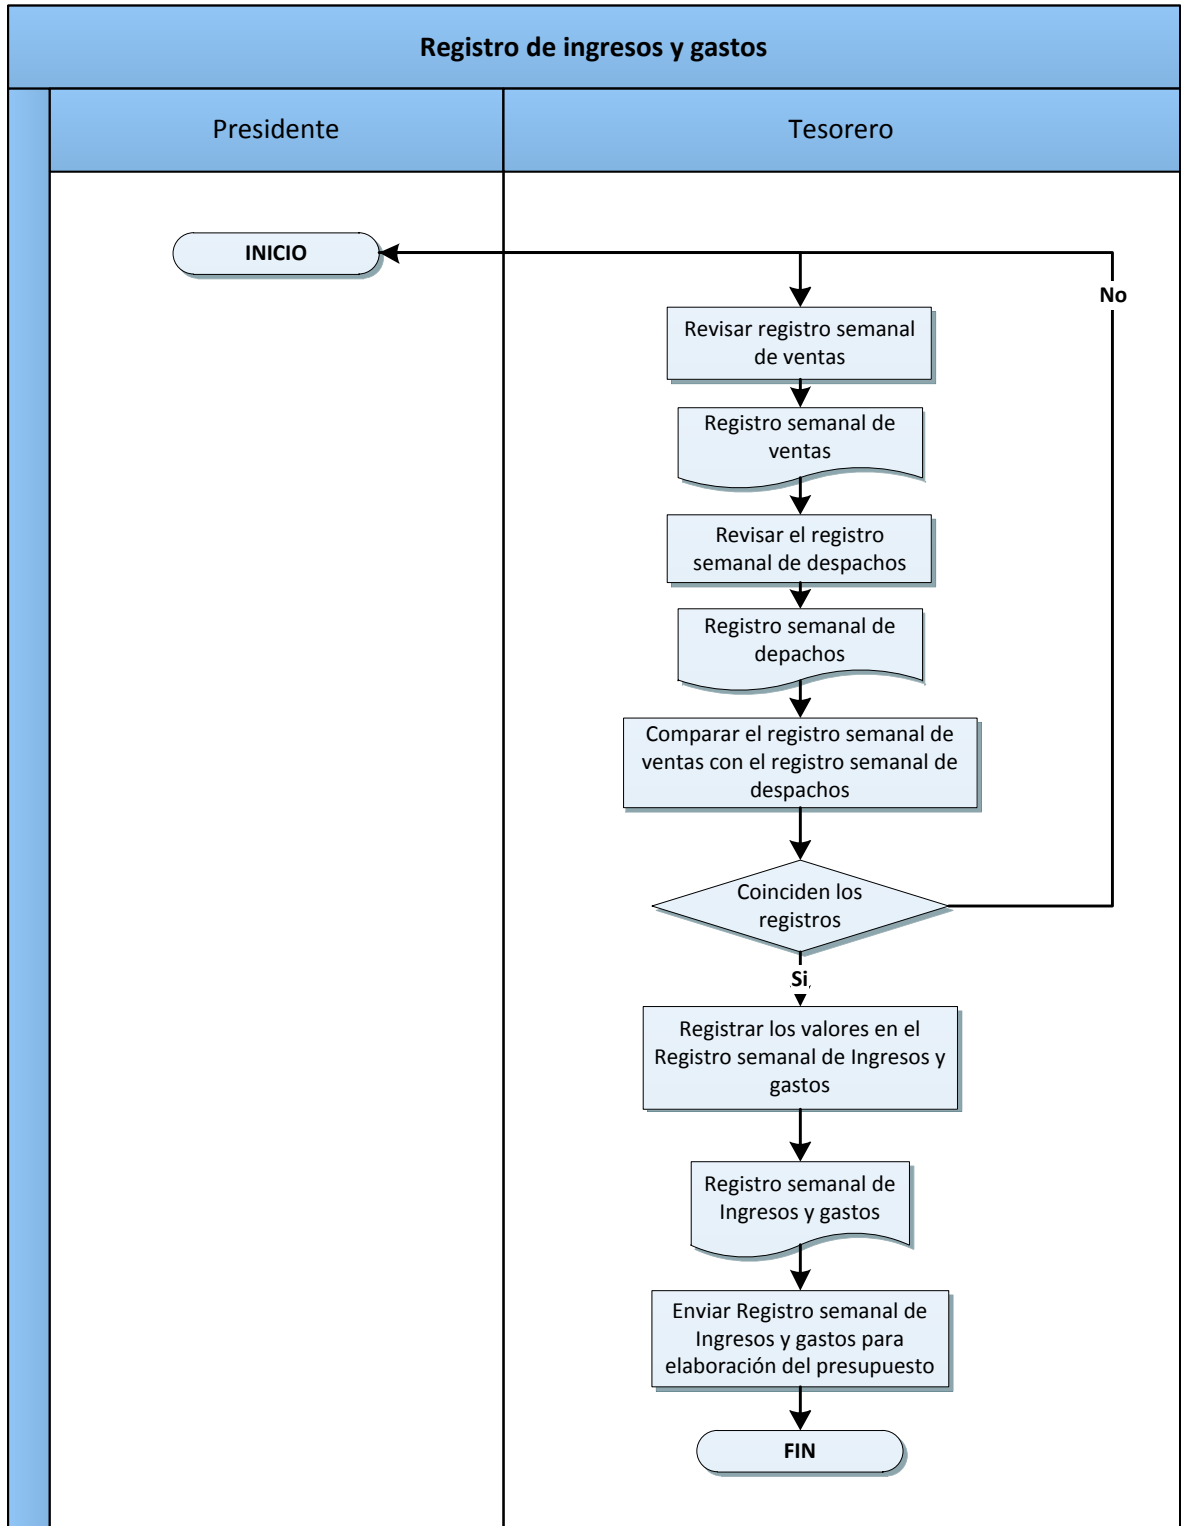 Registro de ingresos y gastos
Presidente
Tesorero
INICIO
No
Revisar registro semanal
de ventas
Registro semanal de
ventas
Revisar el registro
semanal de despachos
Registro semanal de
depachos
Comparar el registro semanal de
ventas con el registro semanal de
despachos
Coinciden los
registros
Si
Registrar los valores en el
Registro semanal de Ingresos y
gastos
Registro semanal de
Ingresos y gastos
Enviar Registro semanal de
Ingresos y gastos para
elaboración del presupuesto
FIN